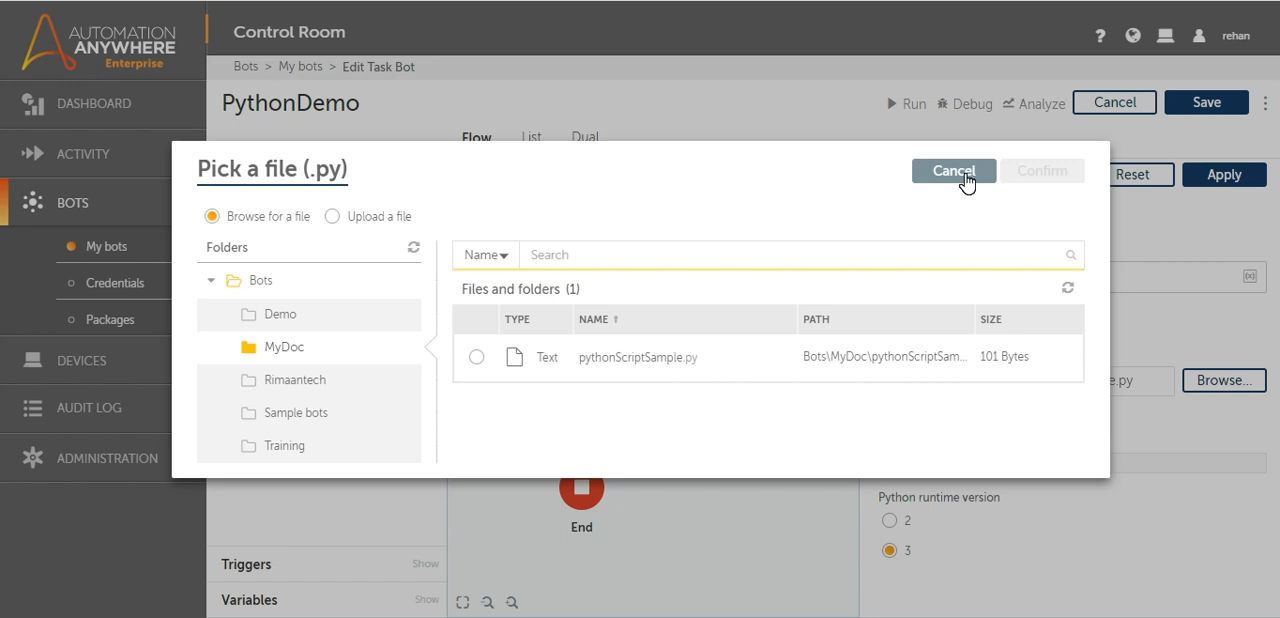 AUTOMATION
ANYWHERE
Enterprise
Control Room
? rehan
Bots > My bots > Edit Task Bot
PythonDemo
Run Debug Analyze Cancel Save
Flow List Dual
DASHBOARD
ACTIVITY
BOTS
My bots
Credentials
Packages
DEVICES
AUDIT LOG
ADMINISTRATION
Pick a file (.py)
Cancel Confirm
Browse for a file Upload a file
Folders
Bots
Demo
MyDoc
Rimaantech
Sample bots
Training
Name Search
Files and folders (1)
TYPE NAME PATH SIZE
Text pythonScriptSample.py Bots\MyDoc\pythonScriptSam... 101 Bytes
Reset Apply
(x)
e.py Browse...
End
Triggers Show
Variables Show
Python runtime version
2
3